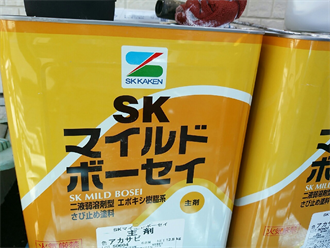 SK KAKEN
SK
マイルド
ボーセイ
SK MILD BOSEI
二液弱溶剤型 エポキシ樹脂系
さび止め塗料
主剤
主剤
アカサビ